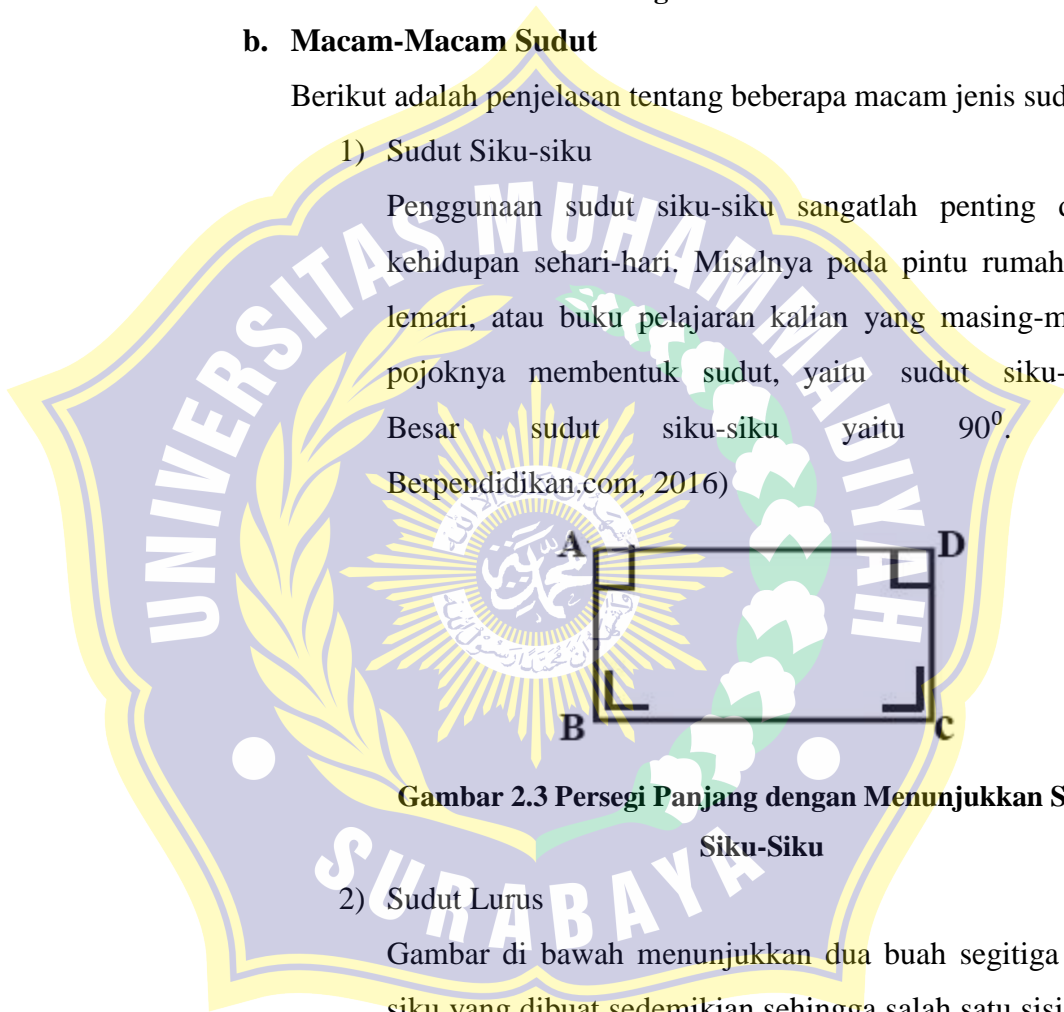 b. Macam-Macam Sudut
Berikut adalah penjelasan tentang beberapa macam jenis
1) Sudut Siku-siku
Penggunaan sudut siku-siku sangatlah penting
kehidupan sehari-hari. Misalnya pada pintu rumah
lemari, atau buku pelajaran kalian yang
pojoknya membentuk sudut, yaitu sudut siku-
Besar sudut siku-siku yaitu 90⁰.
Berpendidikan.com, 2016)
A D
B C
Gambar 2.3 Persegi Panjang dengan Menunjukkan
Siku-Siku
2) Sudut Lurus
Gambar di bawah menunjukkan dua buah segitiga
siku yang dibuat sedemikian sehingga salah satu sisi
UNIVERSITAS MUHAMMADIYAH
SURABAYA